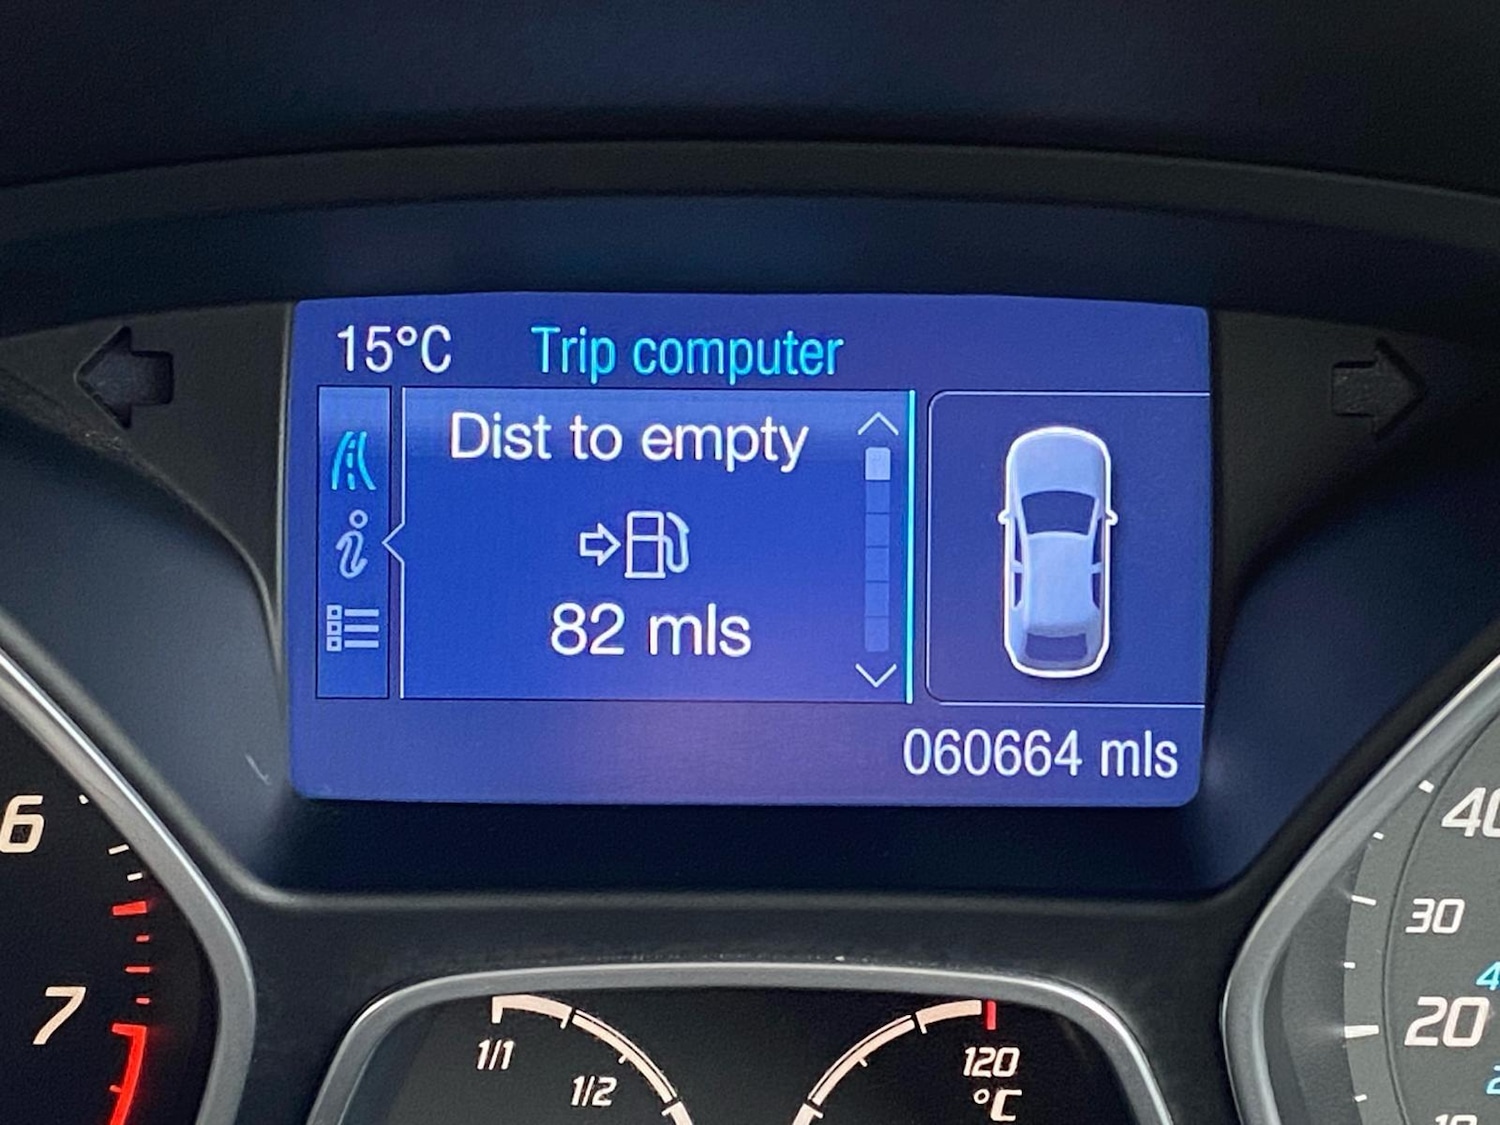 15°C Trip computer
Dist to empty
82 mls
060664 mls
6
7
1/1
1/2
120
°C
40
30
20